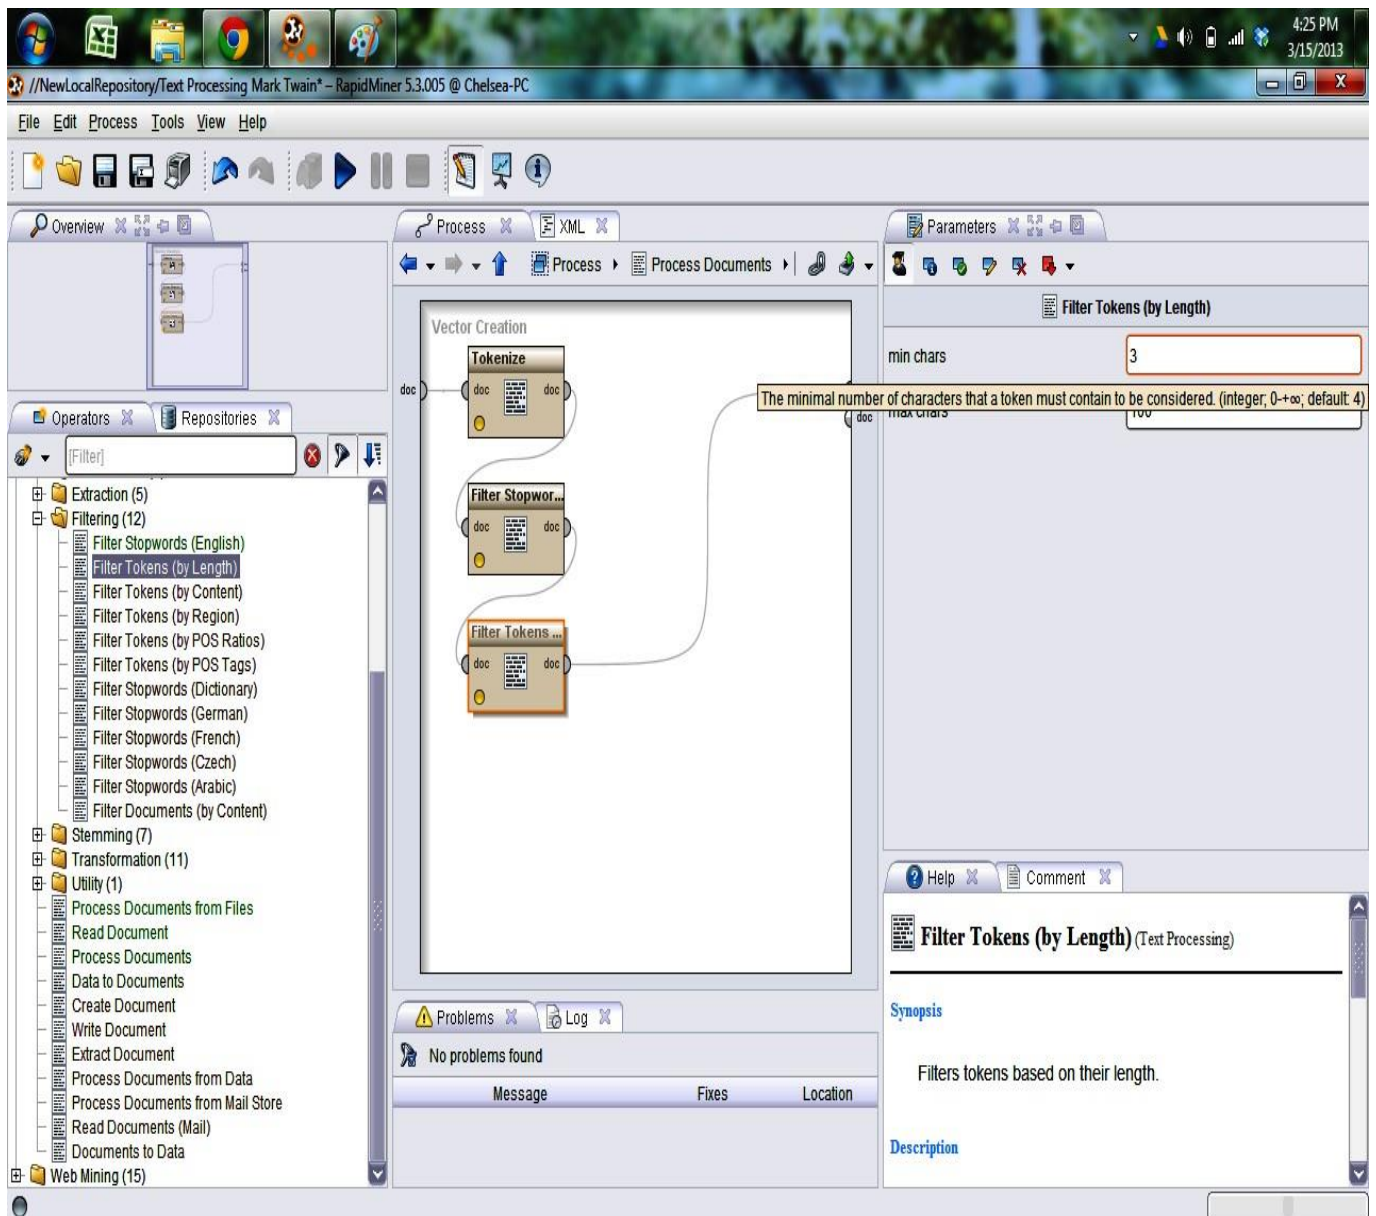 4:25 PM
3/15/2013
//NewLocalRepository/Text Processing Mark Twain* – RapidMiner 5.3.005 @ Chelsea-PC
File Edit Process Tools View Help
Overview
Process
XML
Parameters
Process
Process Documents
Filter Tokens (by Length)
min chars
3
The minimal number of characters that a token must contain to be considered. (integer; 0-+∞; default: 4)
Vector Creation
Tokenize
doc
doc
doc
doc
Filter Stopwor...
doc
doc
Filter Tokens ...
doc
doc
Operators
Repositories
[Filter]
Extraction (5)
Filtering (12)
Filter Stopwords (English)
Filter Tokens (by Length)
Filter Tokens (by Content)
Filter Tokens (by Region)
Filter Tokens (by POS Ratios)
Filter Tokens (by POS Tags)
Filter Stopwords (Dictionary)
Filter Stopwords (German)
Filter Stopwords (French)
Filter Stopwords (Czech)
Filter Stopwords (Arabic)
Filter Documents (by Content)
Stemming (7)
Transformation (11)
Utility (1)
Process Documents from Files
Read Document
Process Documents
Data to Documents
Create Document
Write Document
Extract Document
Process Documents from Data
Process Documents from Mail Store
Read Documents (Mail)
Documents to Data
Web Mining (15)
Problems
Log
No problems found
Message Fixes Location
Help
Comment
Filter Tokens (by Length) (Text Processing)
Synopsis
Filters tokens based on their length.
Description